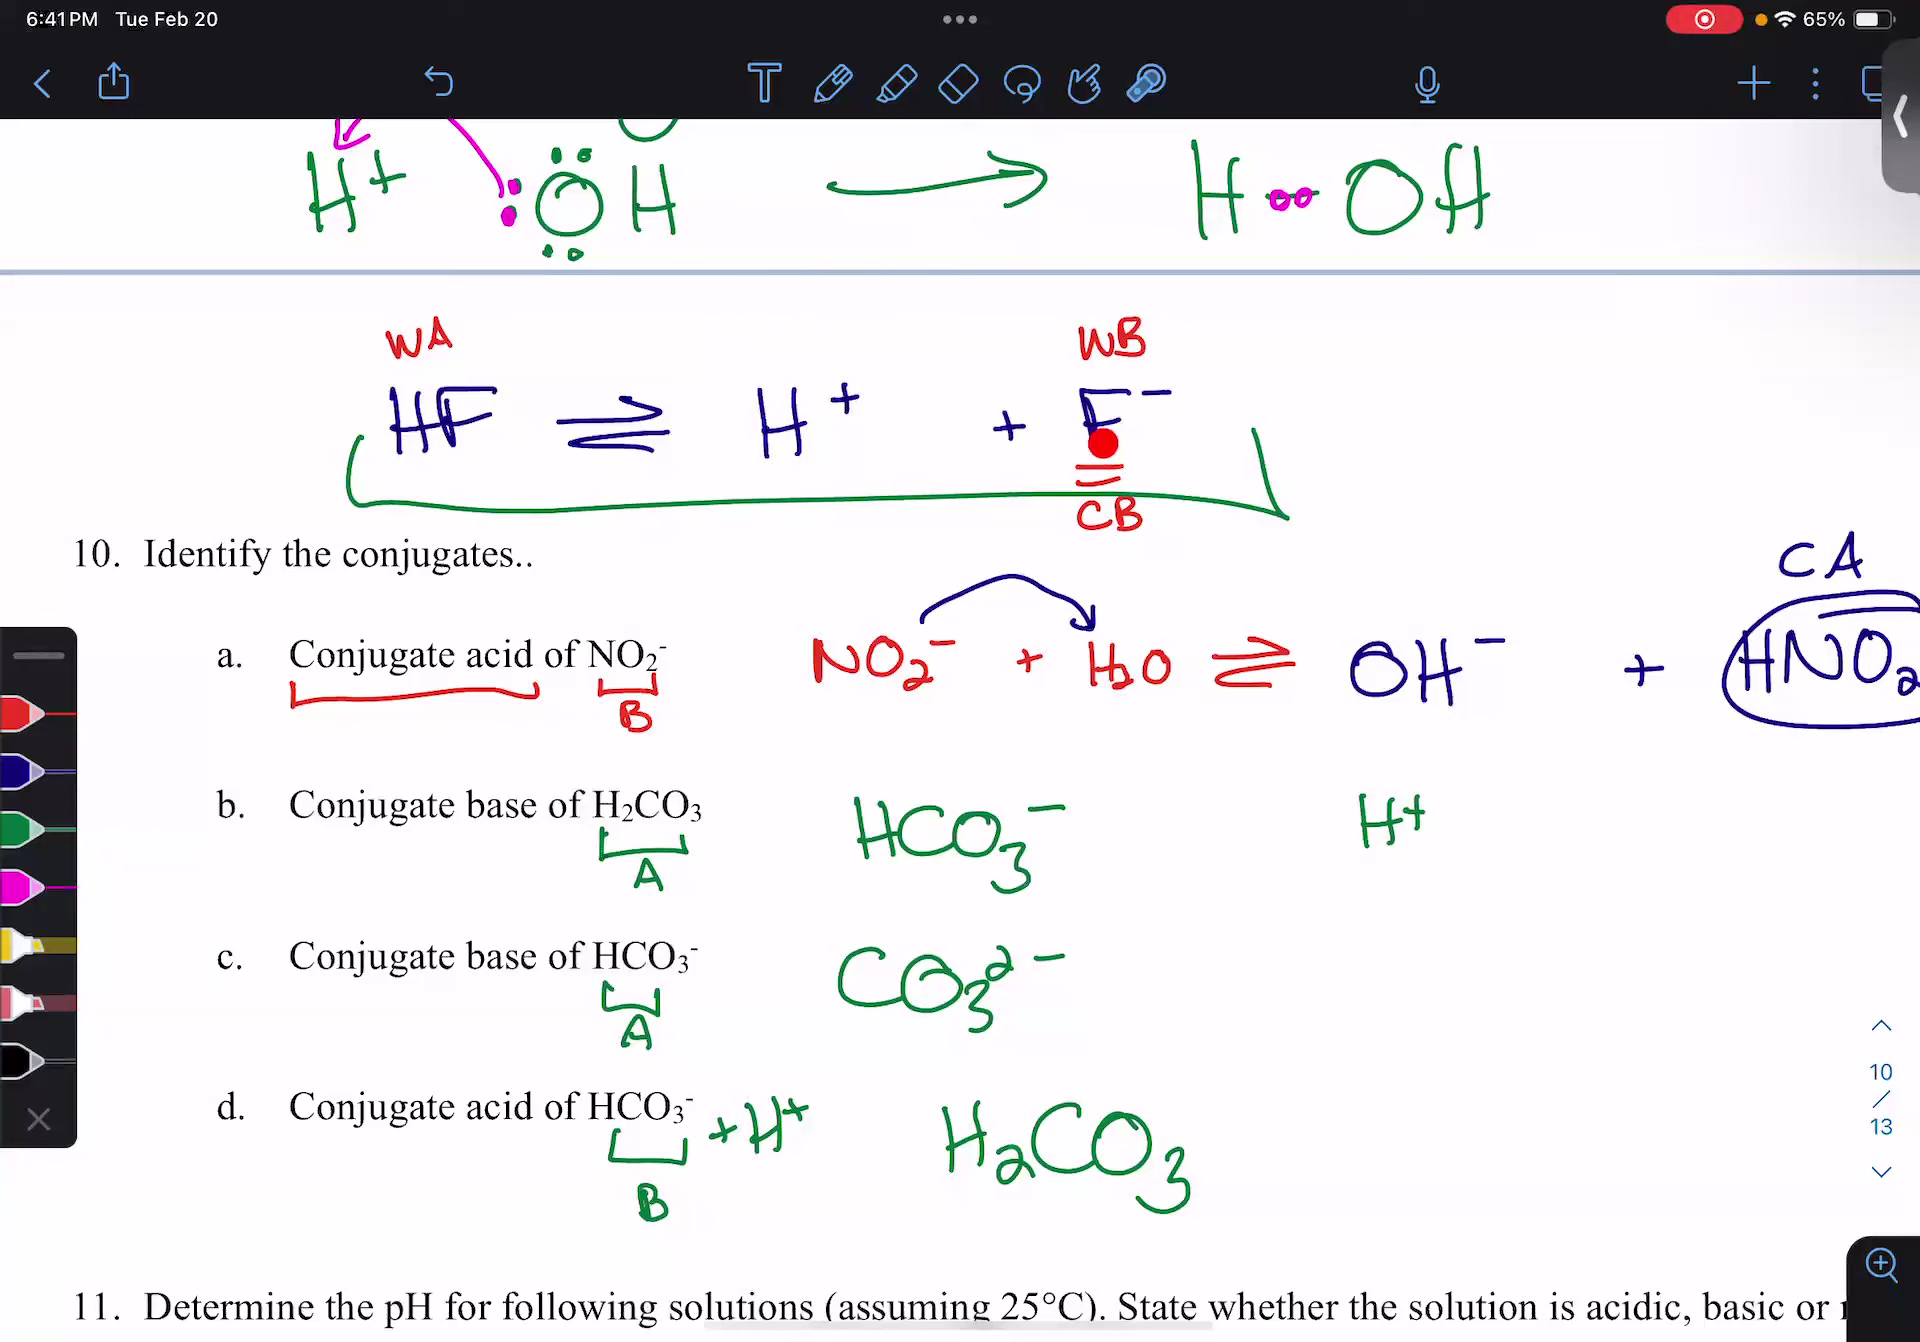 6:41 PM Tue Feb 20
65%
H+ :OH → H OH
WA WB
HF ⇌ H+ + F-
CB
10. Identify the conjugates..
CA
a. Conjugate acid of NO2- NO2- + H2O ⇌ OH- + HNO2
B
b. Conjugate base of H2CO3 HCO3- H+
A
c. Conjugate base of HCO3- CO3 2-
A
d. Conjugate acid of HCO3- + H+ H2CO3
B
10
/
13
11. Determine the pH for following solutions (assuming 25°C). State whether the solution is acidic, basic or